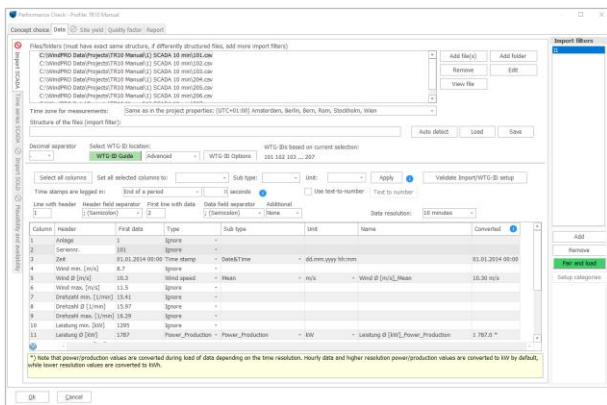 Performance Check - Profile: TR10 Manual
Concept choice Data Site yield Quality factor Report
Import SCADA
Time series SCADA
Import SCAD
Plausibility and availability
Files/folders (must have exact same structure, if differently structured files, add more import filters)
C:\WindPRO Data\Projects\TR10 Manual\1) SCADA 10 min\101.csv
C:\WindPRO Data\Projects\TR10 Manual\1) SCADA 10 min\102.csv
C:\WindPRO Data\Projects\TR10 Manual\1) SCADA 10 min\103.csv
C:\WindPRO Data\Projects\TR10 Manual\1) SCADA 10 min\204.csv
C:\WindPRO Data\Projects\TR10 Manual\1) SCADA 10 min\205.csv
C:\WindPRO Data\Projects\TR10 Manual\1) SCADA 10 min\206.csv
Add file(s) Add folder
Remove Edit
View file
Import filters
Time zone for measurements: Same as in the project properties: (UTC+01:00) Amsterdam, Berlin, Bern, Rom, Stockholm, Wien
Structure of the files (import filter):
Auto detect Load Save
Decimal separator Select WTG-ID location: WTG-IDs based on current selection:
. WTG-ID Guide Advanced WTG-ID Options 101 102 103 ... 207
Select all columns Set all selected columns to: Sub type: Unit: Apply Validate Import/WTG-ID setup
Time stamps are logged in: End of a period 0 seconds Use text-to-number Text to number
Line with header Header field separator First line with data Data field separator Additional
1 ; (Semicolon) 2 ; (Semicolon) None Data resolution: 10 minutes
Column Header First data Type Sub type Unit Name Converted
1 Anlage 1 Ignore
2 Seriennr. 101 Ignore
3 Zeit 01.01.2014 00:00 Time stamp Date&Time dd.mm.yyyy hh:mm 01.01.2014 00:00
4 Wind min. [m/s] 8.7 Ignore
5 Wind Ø [m/s] 10.3 Wind speed Mean m/s Wind Ø [m/s]_Mean 10.30 m/s
6 Wind max. [m/s] 11.5 Ignore
7 Drehzahl min. [1/min] 15.41 Ignore
8 Drehzahl Ø [1/min] 15.97 Ignore
9 Drehzahl max. [1/min] 16.29 Ignore
10 Leistung min. [kW] 1295 Ignore
11 Leistung Ø [kW] 1787 Power_Production Power_Production kW Leistung Ø [kW]_Power_Production 1 787.0 *
*) Note that power/production values are converted during load of data depending on the time resolution. Hourly data and higher resolution power/production values are converted to kW by default,
while lower resolution values are converted to kWh.
Add
Remove
Pair and load
Setup categories
Ok Cancel